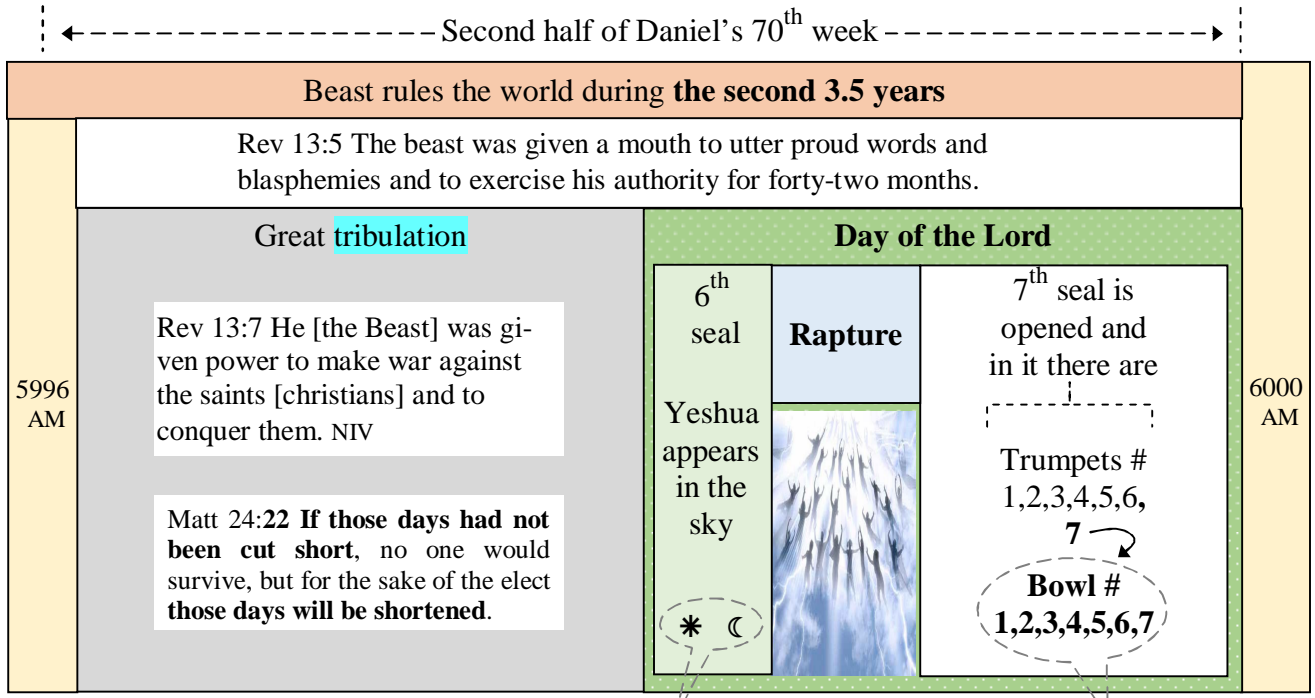 Second half of Daniel’s 70th week
Beast rules the world during the second 3.5 years
Rev 13:5 The beast was given a mouth to utter proud words and
blasphemies and to exercise his authority for forty-two months.
5996
AM
Great tribulation
Rev 13:7 He [the Beast] was gi-
ven power to make war against
the saints [christians] and to
conquer them. NIV
Matt 24:22 If those days had not
been cut short, no one would
survive, but for the sake of the elect
those days will be shortened.
Day of the Lord
6th
seal
Yeshua
appears
in the
sky
Rapture
7th seal is
opened and
in it there are
Trumpets #
1,2,3,4,5,6,
7
Bowl #
1,2,3,4,5,6,7
6000
AM